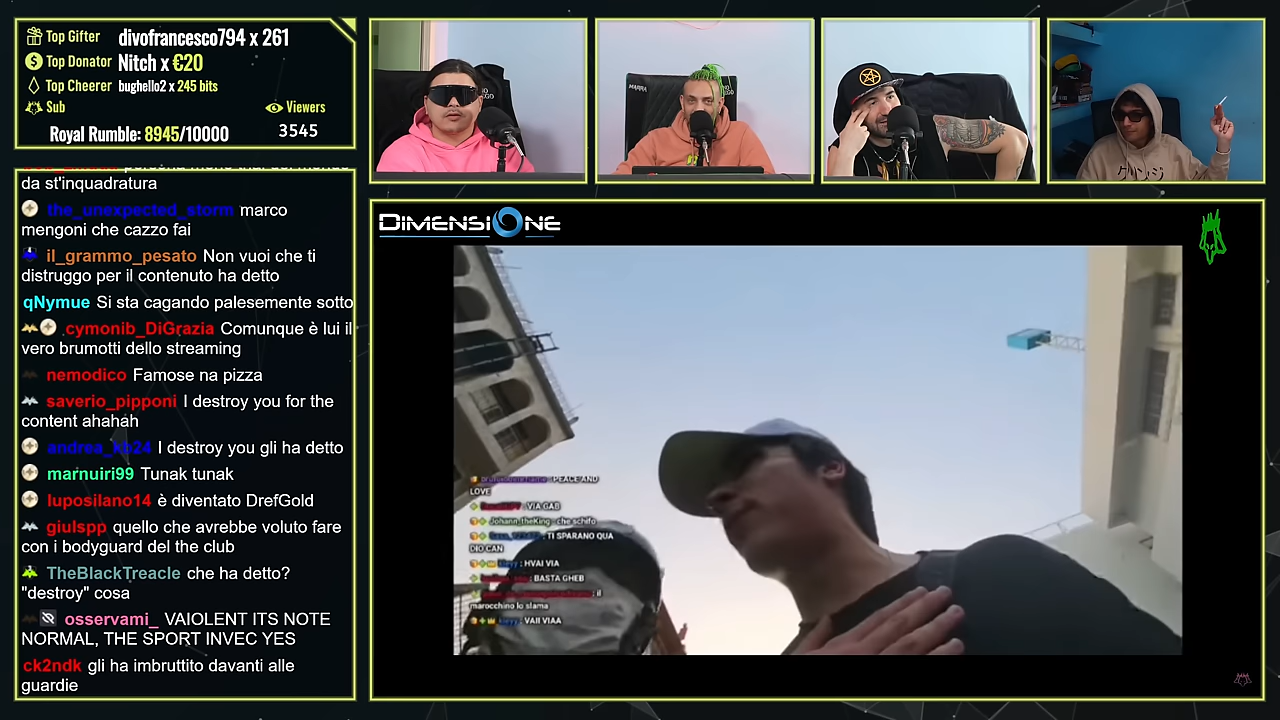 Top Gifter divofrancesco794 x 261
Top Donator Nitch x €20
Top Cheerer bughello2 x 245 bits
Sub Viewers
Royal Rumble: 8945/10000 3545
da st'inquadratura
the_unexpected_storm marco
mengoni che cazzo fai
il_grammo_pesato Non vuoi che ti
distruggo per il contenuto ha detto
qNymue Si sta cagando palesemente sotto
cymonib_DiGrazia Comunque è lui il
vero brumotti dello streaming
nemodico Famose na pizza
saverio_pipponi I destroy you for the
content ahahah
andrea_kb24 I destroy you gli ha detto
marnuiri99 Tunak tunak
luposilano14 è diventato DrefGold
giulspp quello che avrebbe voluto fare
con i bodyguard del the club
TheBlackTreacle che ha detto?
"destroy" cosa
osservami_ VAIOLENT ITS NOTE
NORMAL, THE SPORT INVEC YES
ck2ndk gli ha imbruttito davanti alle
guardie
DIMENSIONE
: PEACE AND
LOVE
: VIA GAB
Johann_theKing: che schifo
: TI SPARANO QUA
DIO CAN
: HVAI VIA
: BASTA GHEB
: il
marocchino lo slama
: VAII VIAA